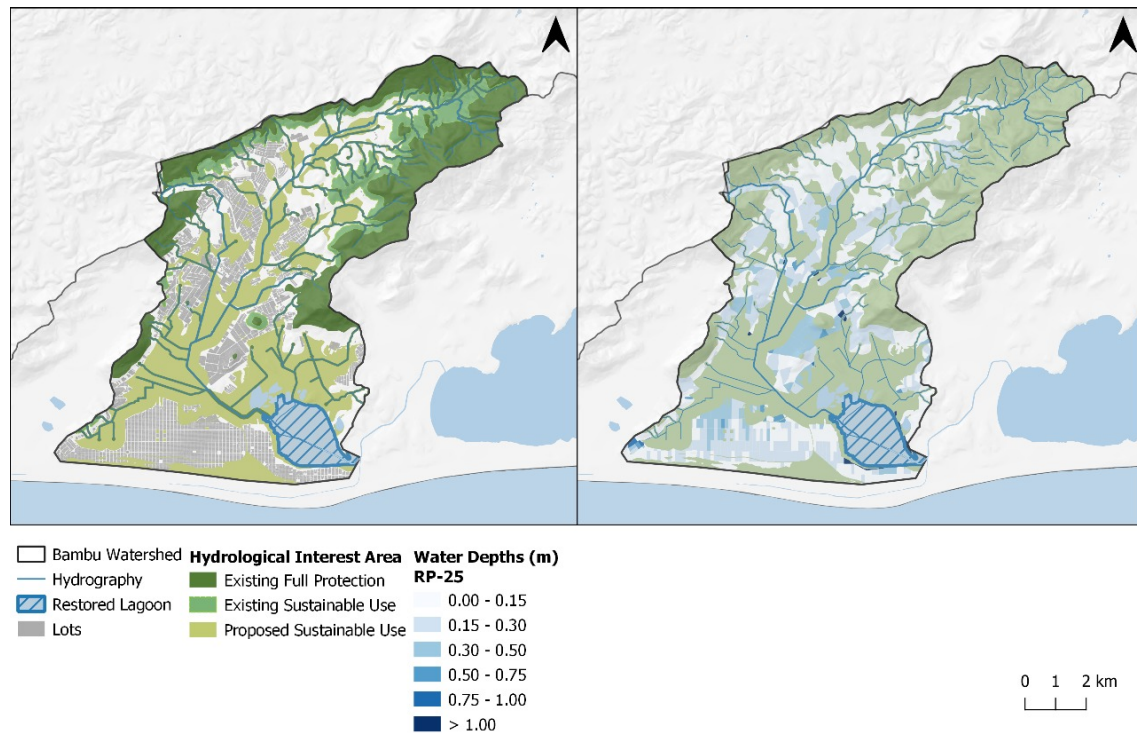 Bambu Watershed
Hydrography
Restored Lagoon
Lots
Hydrological Interest Area
Existing Full Protection
Existing Sustainable Use
Proposed Sustainable Use
Water Depths (m)
RP-25
0.00 - 0.15
0.15 - 0.30
0.30 - 0.50
0.50 - 0.75
0.75 - 1.00
> 1.00
0 1 2 km